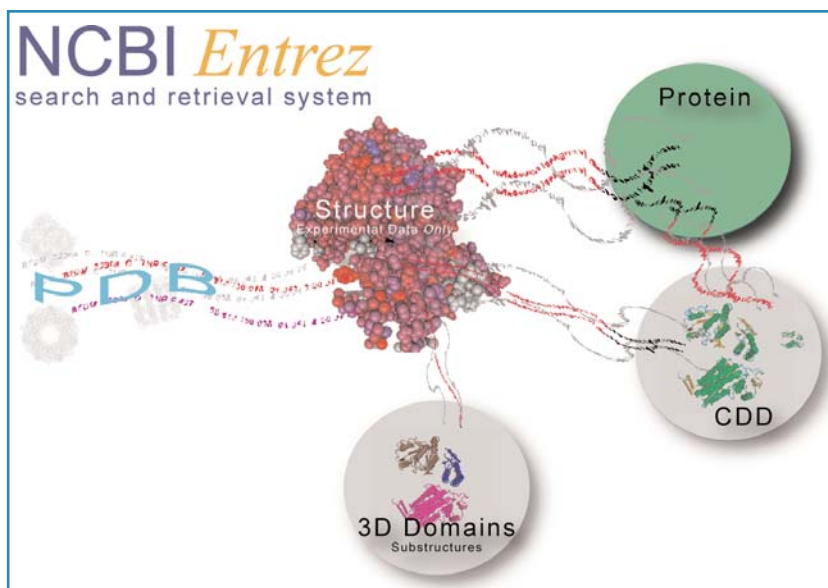 NCBI Entrez
search and retrieval system
Protein
Structure
Experimental Data Only
PDB
CDD
3D Domains
Substructures